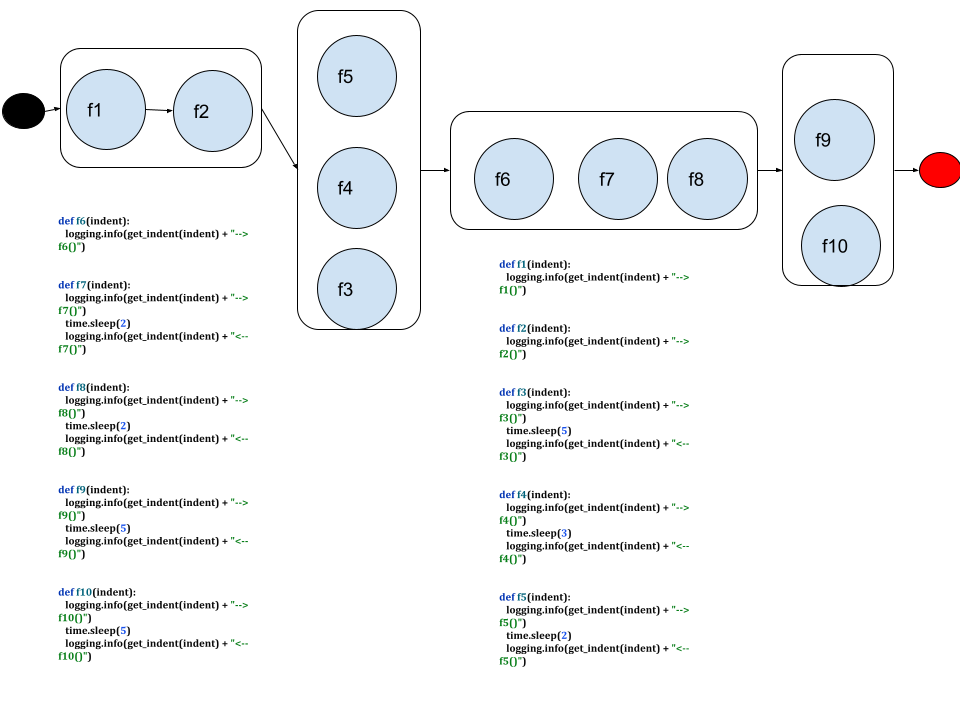 f1
f2
f5
f4
f3
f6
f7
f8
f9
f10
def f6(indent):
logging.info(get_indent(indent) + "-->
f6()")
def f7(indent):
logging.info(get_indent(indent) + "-->
f7()")
time.sleep(2)
logging.info(get_indent(indent) + "<--
f7()")
def f8(indent):
logging.info(get_indent(indent) + "-->
f8()")
time.sleep(2)
logging.info(get_indent(indent) + "<--
f8()")
def f9(indent):
logging.info(get_indent(indent) + "-->
f9()")
time.sleep(5)
logging.info(get_indent(indent) + "<--
f9()")
def f10(indent):
logging.info(get_indent(indent) + "-->
f10()")
time.sleep(5)
logging.info(get_indent(indent) + "<--
f10()")
def f1(indent):
logging.info(get_indent(indent) + "-->
f1()")
def f2(indent):
logging.info(get_indent(indent) + "-->
f2()")
def f3(indent):
logging.info(get_indent(indent) + "-->
f3()")
time.sleep(5)
logging.info(get_indent(indent) + "<--
f3()")
def f4(indent):
logging.info(get_indent(indent) + "-->
f4()")
time.sleep(3)
logging.info(get_indent(indent) + "<--
f4()")
def f5(indent):
logging.info(get_indent(indent) + "-->
f5()")
time.sleep(2)
logging.info(get_indent(indent) + "<--
f5()")